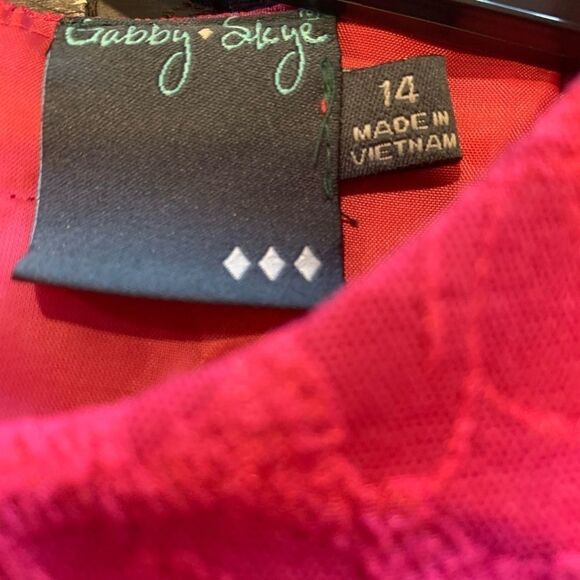 Gabby • Skye
14
MADE IN
VIETNAM